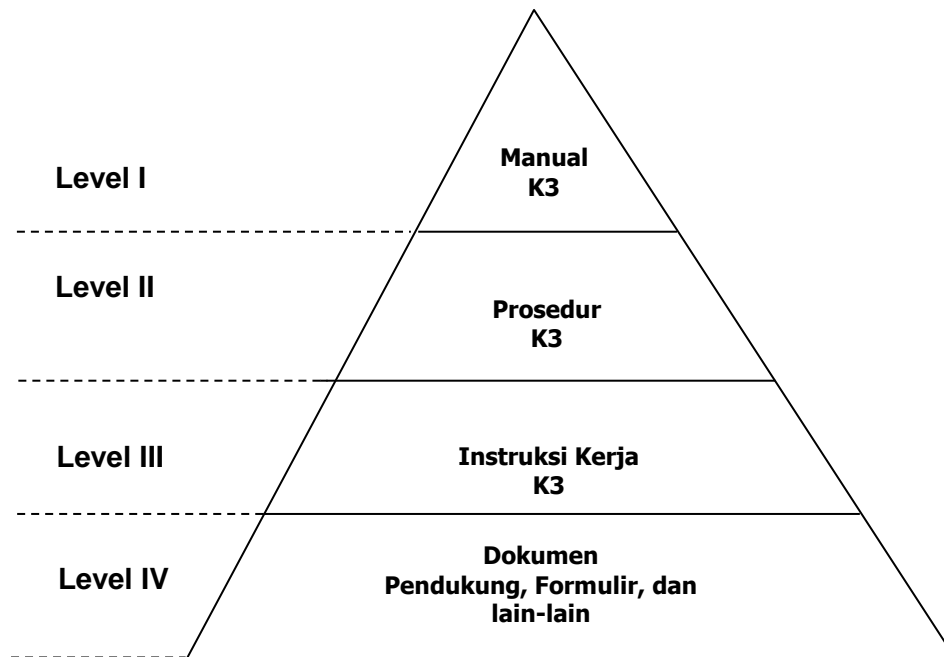 Level I
Manual
K3
Level II
Prosedur
K3
Level III
Instruksi Kerja
K3
Level IV
Dokumen
Pendukung, Formulir, dan
lain-lain